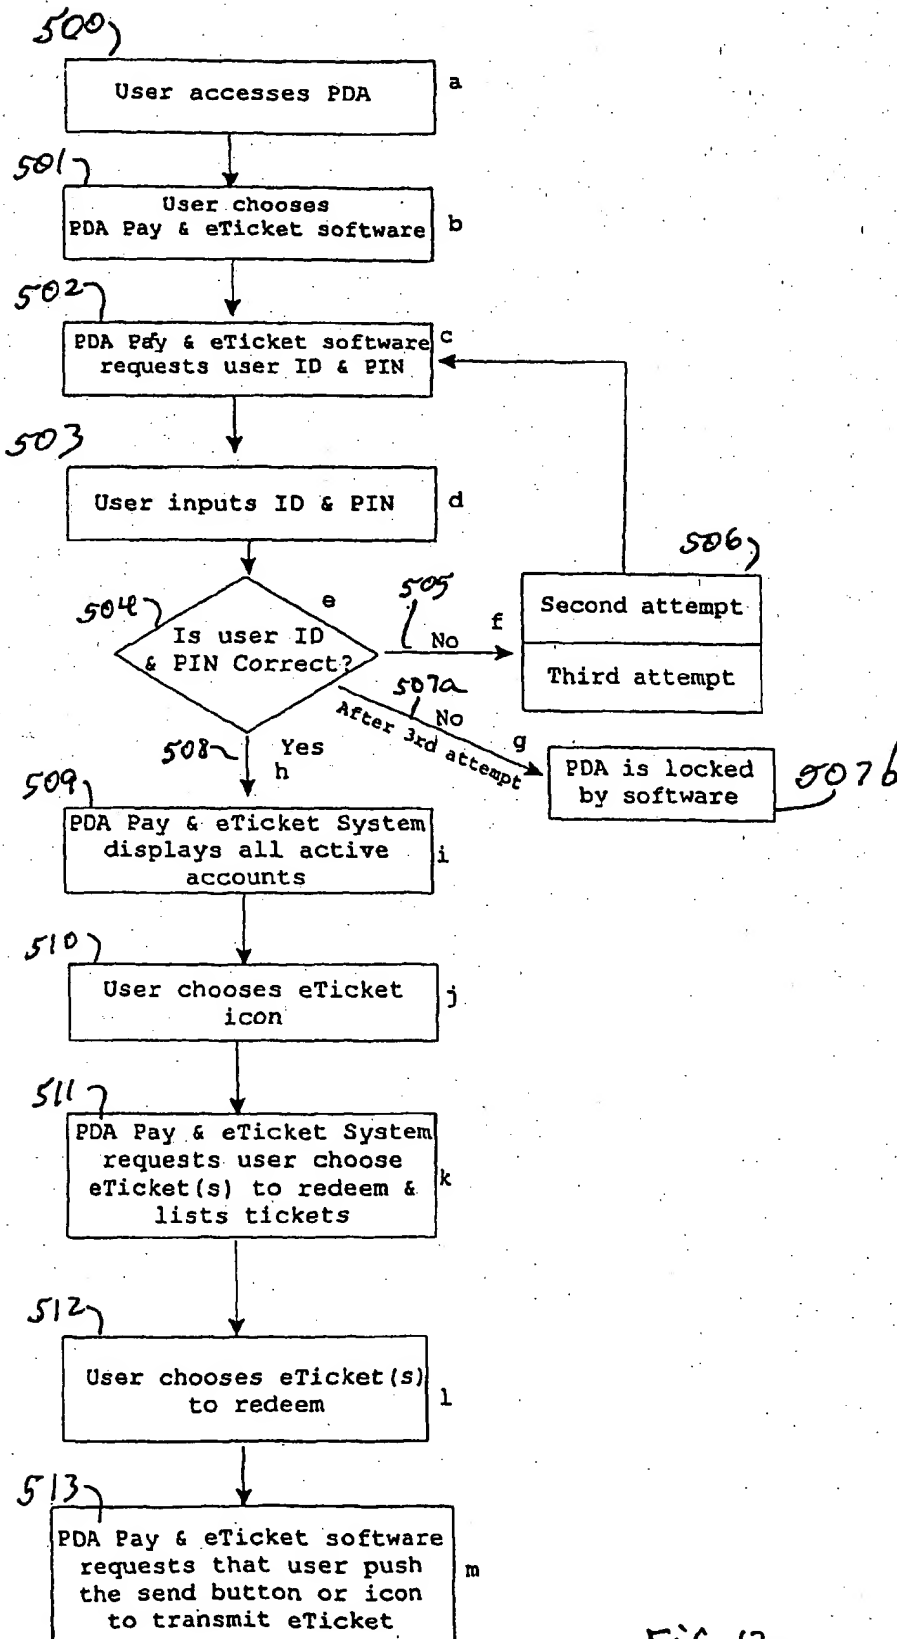 500
User accesses PDA
a
501
User chooses
PDA Pay & eTicket software
b
502
PDA Pay & eTicket software
requests user ID & PIN
c
503
User inputs ID & PIN
d
504
e
Is user ID
& PIN Correct?
505
No
f
506
Second attempt
Third attempt
507a
No
After 3rd attempt
g
PDA is locked
by software
507b
508
Yes
h
509
PDA Pay & eTicket System
displays all active
accounts
i
510
User chooses eTicket
icon
j
511
PDA Pay & eTicket System
requests user choose
eTicket(s) to redeem &
lists tickets
k
512
User chooses eTicket(s)
to redeem
l
513
PDA Pay & eTicket software
requests that user push
the send button or icon
to transmit eTicket
m
Fig.